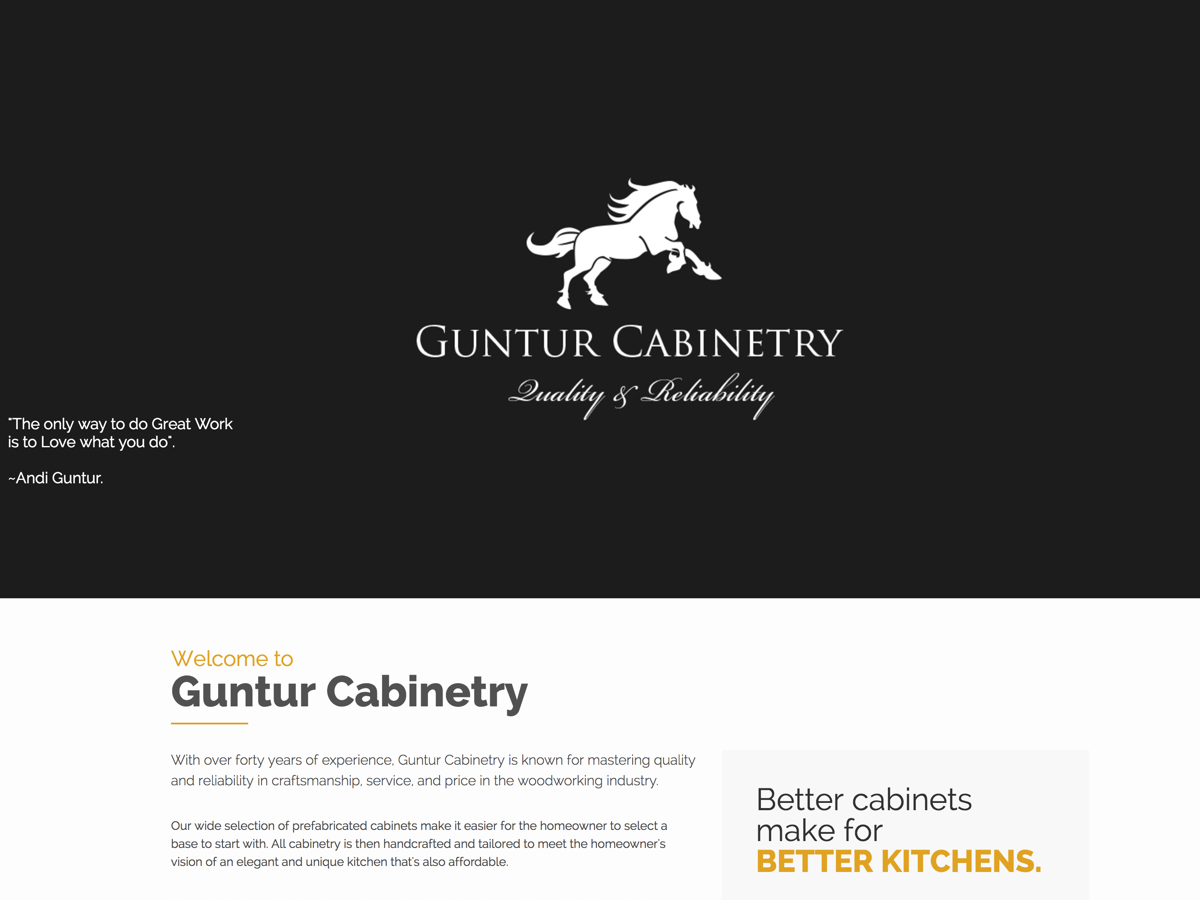 GUNTUR CABINETRY
Quality & Reliability
"The only way to do Great Work
is to Love what you do".
~Andi Guntur.
Welcome to
Guntur Cabinetry
With over forty years of experience, Guntur Cabinetry is known for mastering quality
and reliability in craftsmanship, service, and price in the woodworking industry.
Our wide selection of prefabricated cabinets make it easier for the homeowner to select a
base to start with. All cabinetry is then handcrafted and tailored to meet the homeowner's
vision of an elegant and unique kitchen that's also affordable.
Better cabinets
make for
BETTER KITCHENS.